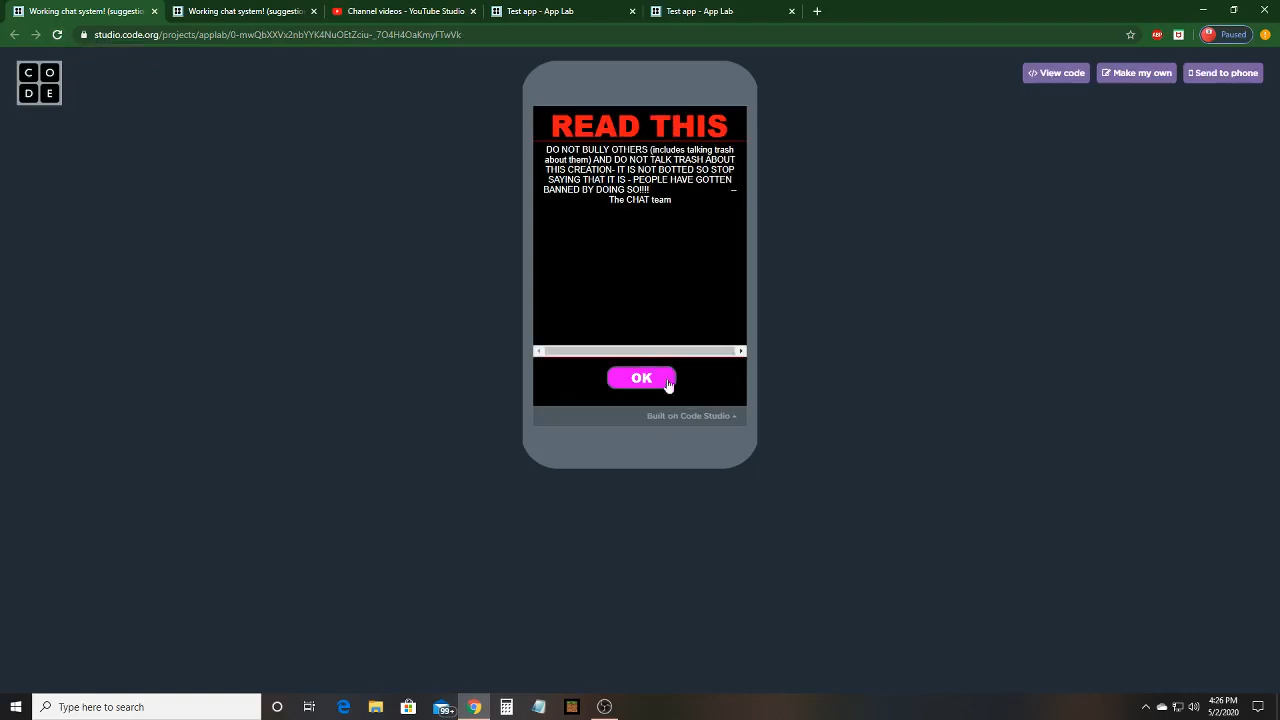 Working chat system! (suggestio
Working chat system! (suggestio
Channel videos - YouTube Studio
Test app - App Lab
Test app - App Lab
studio.code.org/projects/applab/0-mwQbXXVx2nbYYK4NuOEtZciu-_7O4H4OaKmyFTwVk
ABP
Paused
C O
D E
</> View code
Make my own
Send to phone
READ THIS
DO NOT BULLY OTHERS (includes talking trash
about them) AND DO NOT TALK TRASH ABOUT
THIS CREATION- IT IS NOT BOTTED SO STOP
SAYING THAT IT IS - PEOPLE HAVE GOTTEN
BANNED BY DOING SO!!!! --
The CHAT team
OK
Built on Code Studio
Type here to search
99+
4:26 PM
5/2/2020